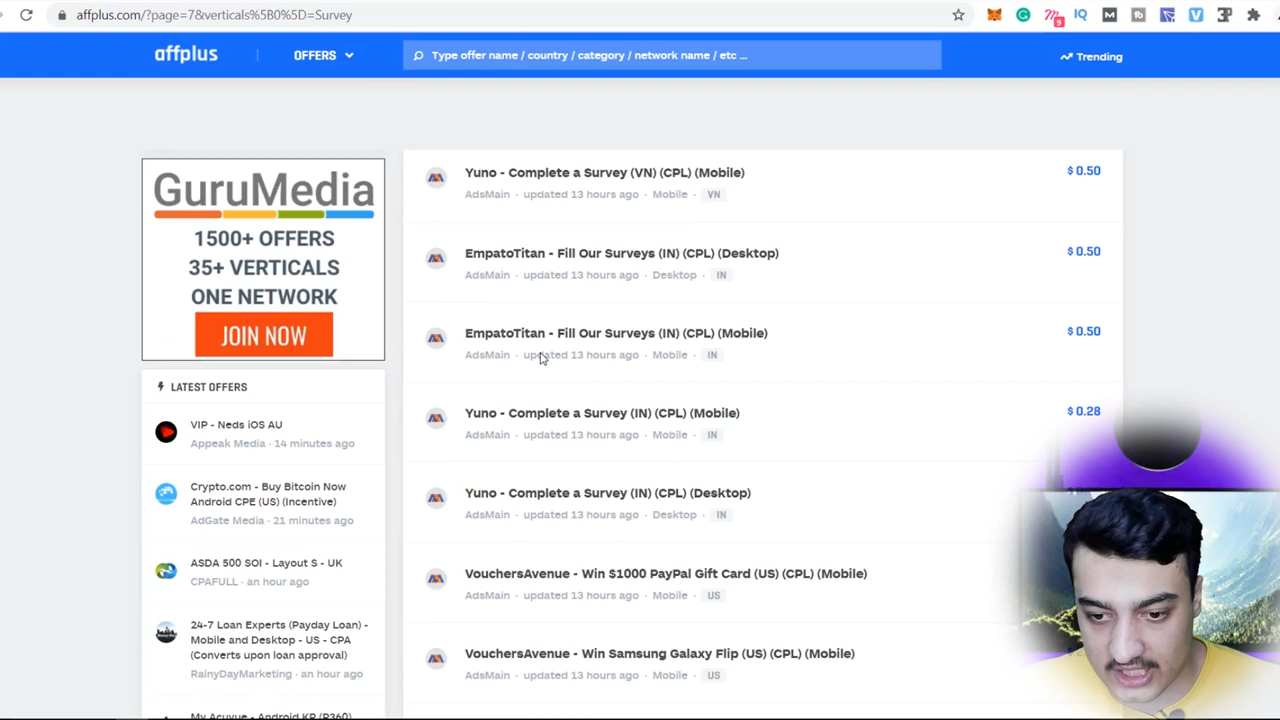 affplus.com/?page=7&verticals%5B0%5D=Survey
9
IQ
M
tb
V
affplus
OFFERS
Type offer name / country / category / network name / etc ...
Trending
GuruMedia
1500+ OFFERS
35+ VERTICALS
ONE NETWORK
JOIN NOW
LATEST OFFERS
VIP - Neds iOS AU
Appeak Media · 14 minutes ago
Crypto.com - Buy Bitcoin Now
Android CPE (US) (Incentive)
AdGate Media · 21 minutes ago
ASDA 500 SOI - Layout S - UK
CPAFULL · an hour ago
24-7 Loan Experts (Payday Loan) -
Mobile and Desktop - US - CPA
(Converts upon loan approval)
RainyDayMarketing · an hour ago
My Acuvue - Android KR (P360)
Yuno - Complete a Survey (VN) (CPL) (Mobile)
$ 0.50
AdsMain · updated 13 hours ago · Mobile · VN
EmpatoTitan - Fill Our Surveys (IN) (CPL) (Desktop)
$ 0.50
AdsMain · updated 13 hours ago · Desktop · IN
EmpatoTitan - Fill Our Surveys (IN) (CPL) (Mobile)
$ 0.50
AdsMain · updated 13 hours ago · Mobile · IN
Yuno - Complete a Survey (IN) (CPL) (Mobile)
$ 0.28
AdsMain · updated 13 hours ago · Mobile · IN
Yuno - Complete a Survey (IN) (CPL) (Desktop)
AdsMain · updated 13 hours ago · Desktop · IN
VouchersAvenue - Win $1000 PayPal Gift Card (US) (CPL) (Mobile)
AdsMain · updated 13 hours ago · Mobile · US
VouchersAvenue - Win Samsung Galaxy Flip (US) (CPL) (Mobile)
AdsMain · updated 13 hours ago · Mobile · US